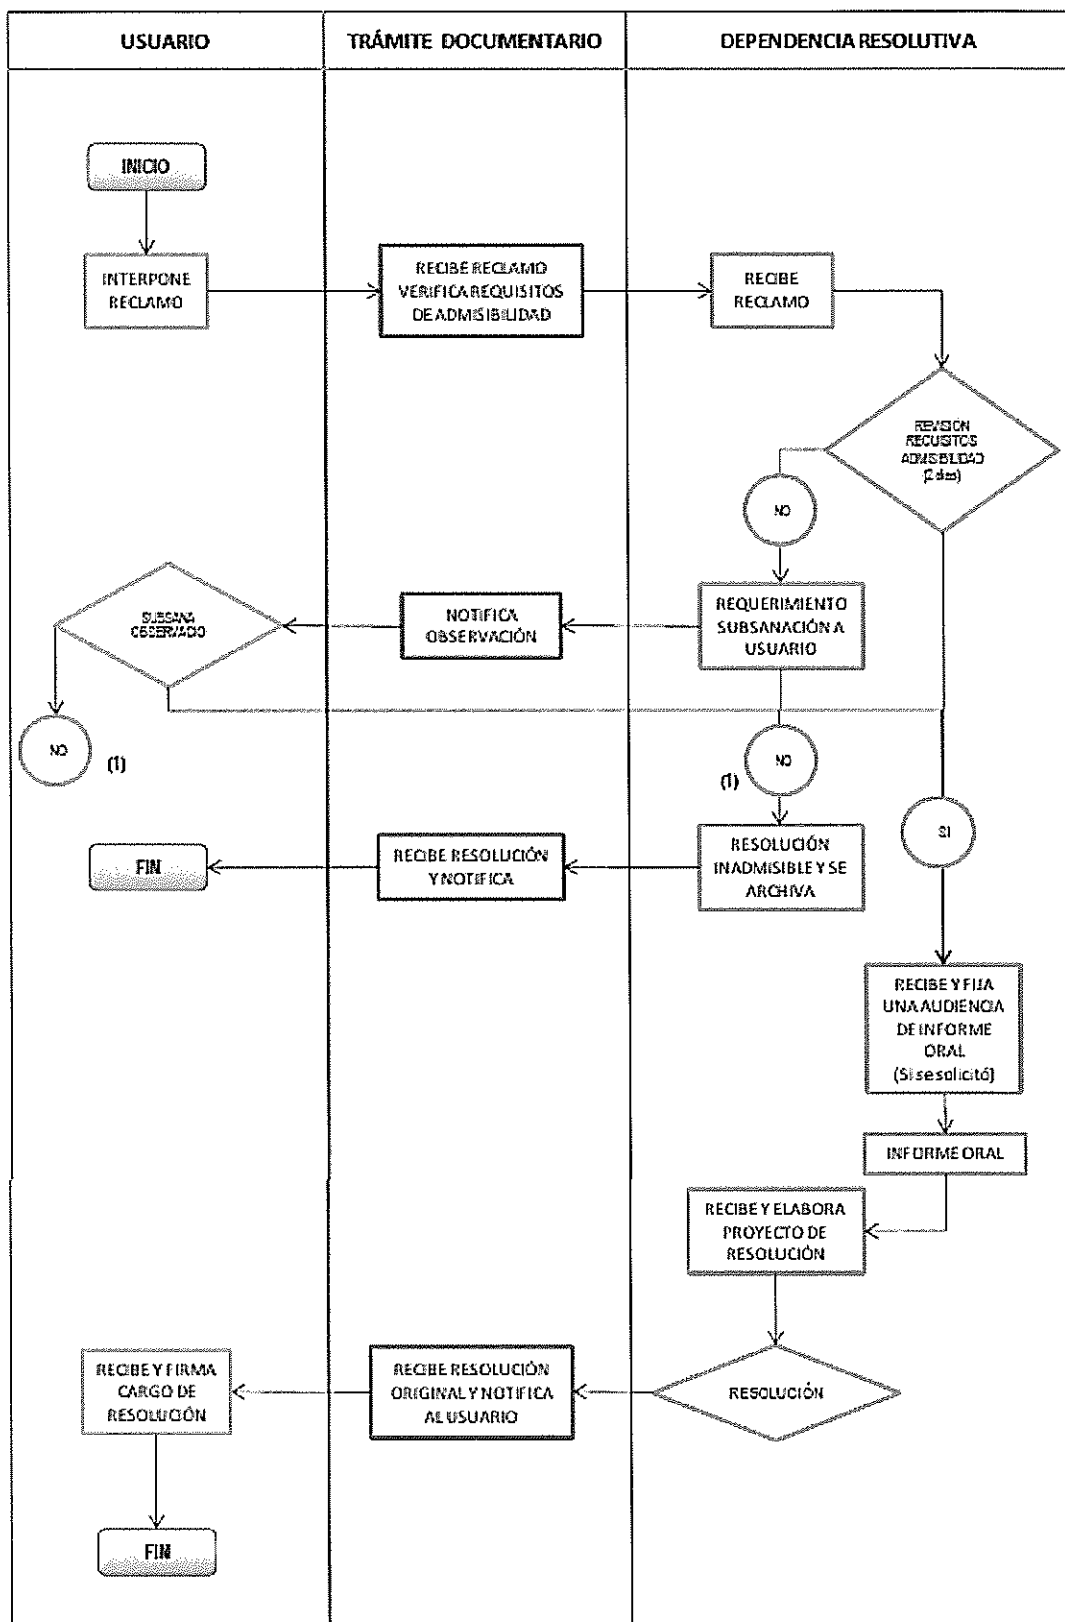 USUARIO
TRÁMITE DOCUMENTARIO
DEPENDENCIA RESOLUTIVA
INICIO
INTERPONE
RECLAMO
RECIBE RECLAMO
VERIFICA REQUISITOS
DE ADMISIBILIDAD
RECIBE
RECLAMO
REVISIÓN
REQUISITOS
ADMISIBILIDAD
(2 dias)
NO
REQUERIMIENTO
SUBSANACIÓN A
USUARIO
NOTIFICA
OBSERVACIÓN
SUBSANA
OBSERVADO
NO
(1)
NO
(1)
SI
RESOLUCIÓN
INADMISIBLE Y SE
ARCHIVA
RECIBE RESOLUCIÓN
Y NOTIFICA
FIN
RECIBE Y FIJA
UNA AUDIENCIA
DE INFORME
ORAL
(Si se solicitó)
INFORME ORAL
RECIBE Y ELABORA
PROYECTO DE
RESOLUCIÓN
RESOLUCIÓN
RECIBE RESOLUCIÓN
ORIGINAL Y NOTIFICA
AL USUARIO
RECIBE Y FIRMA
CARGO DE
RESOLUCIÓN
FIN